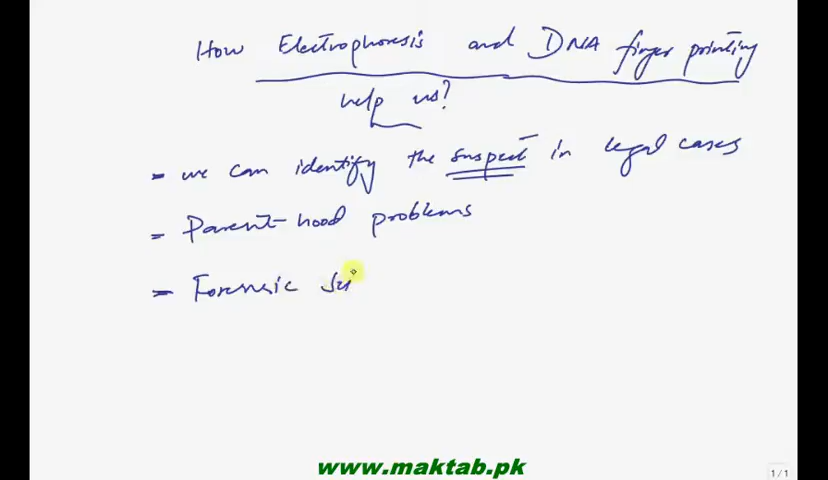 How Electrophoresis and DNA finger printing
help us?
- we can identify the suspect in legal cases
= Parent-hood problems
= Forensic Sci
www.maktab.pk
1/1